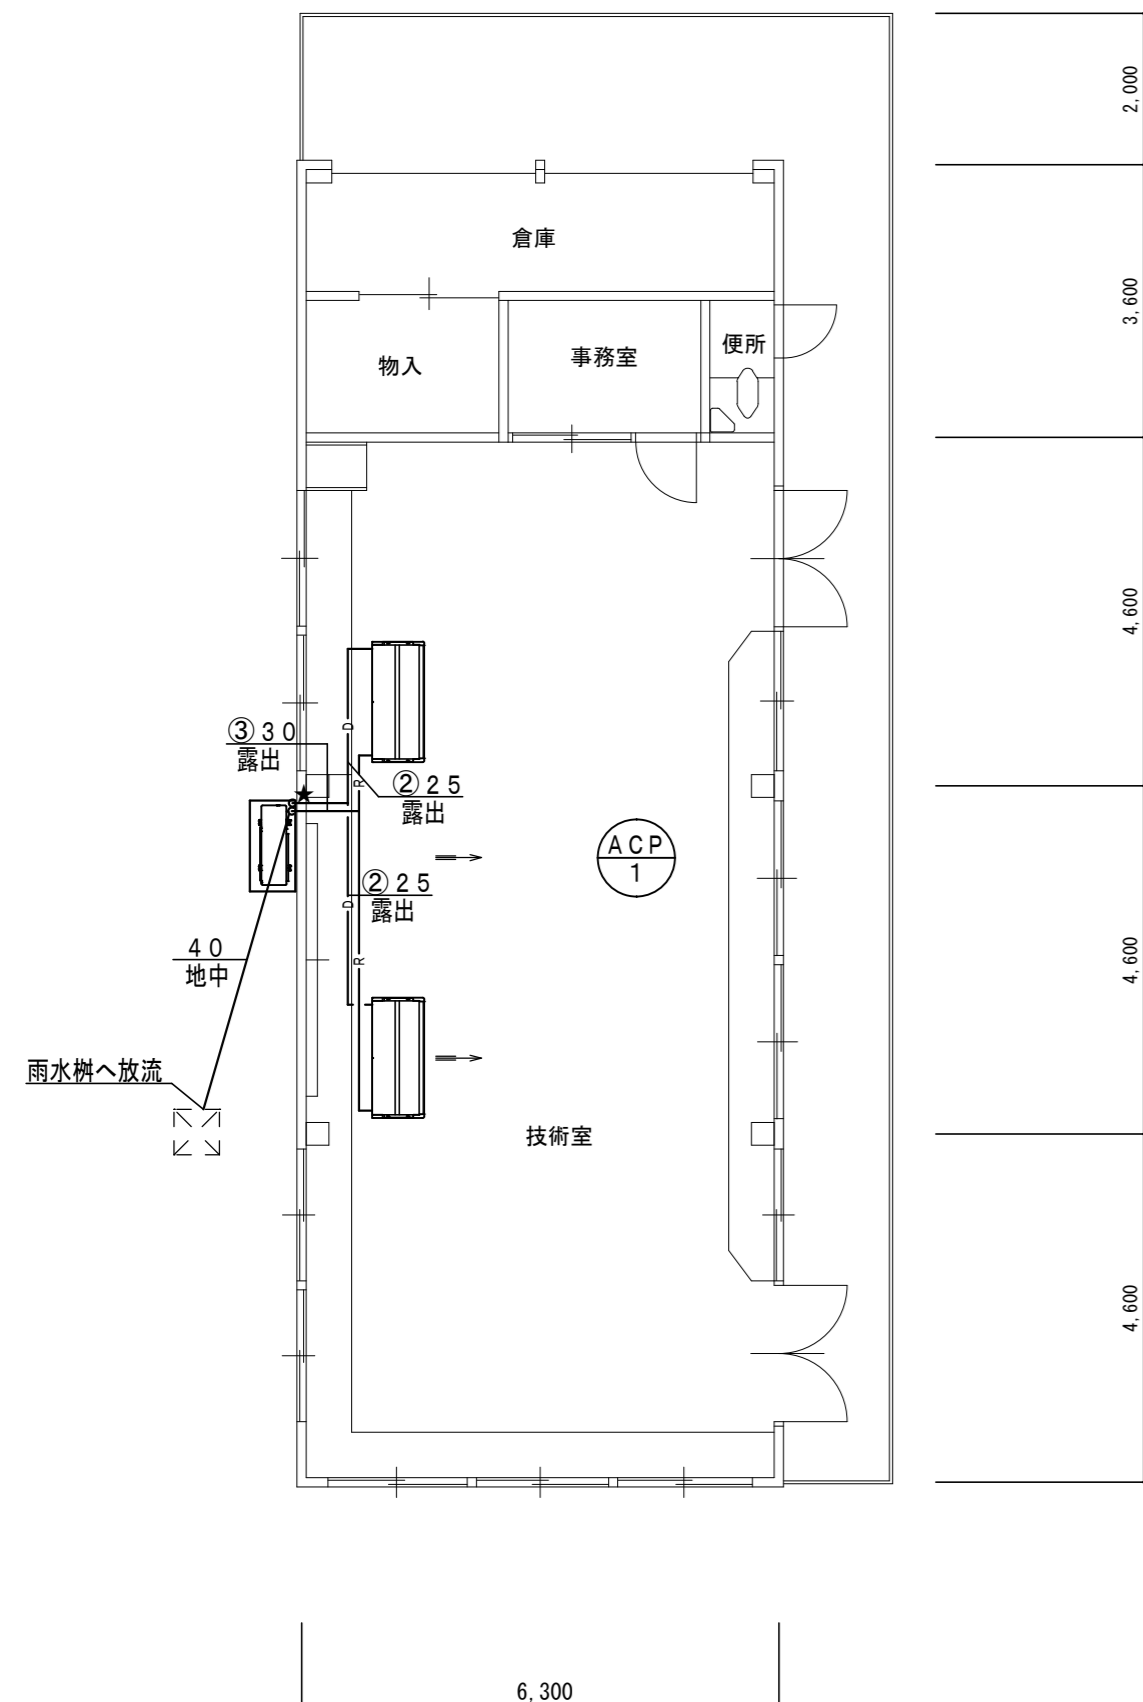 2,000
倉庫
3,600
物入
事務室
便所
4,600
③30
露出
D
R
②25
露出
ACP
1
②25
露出
D
R
40
地中
4,600
雨水桝へ放流
技術室
4,600
6,300